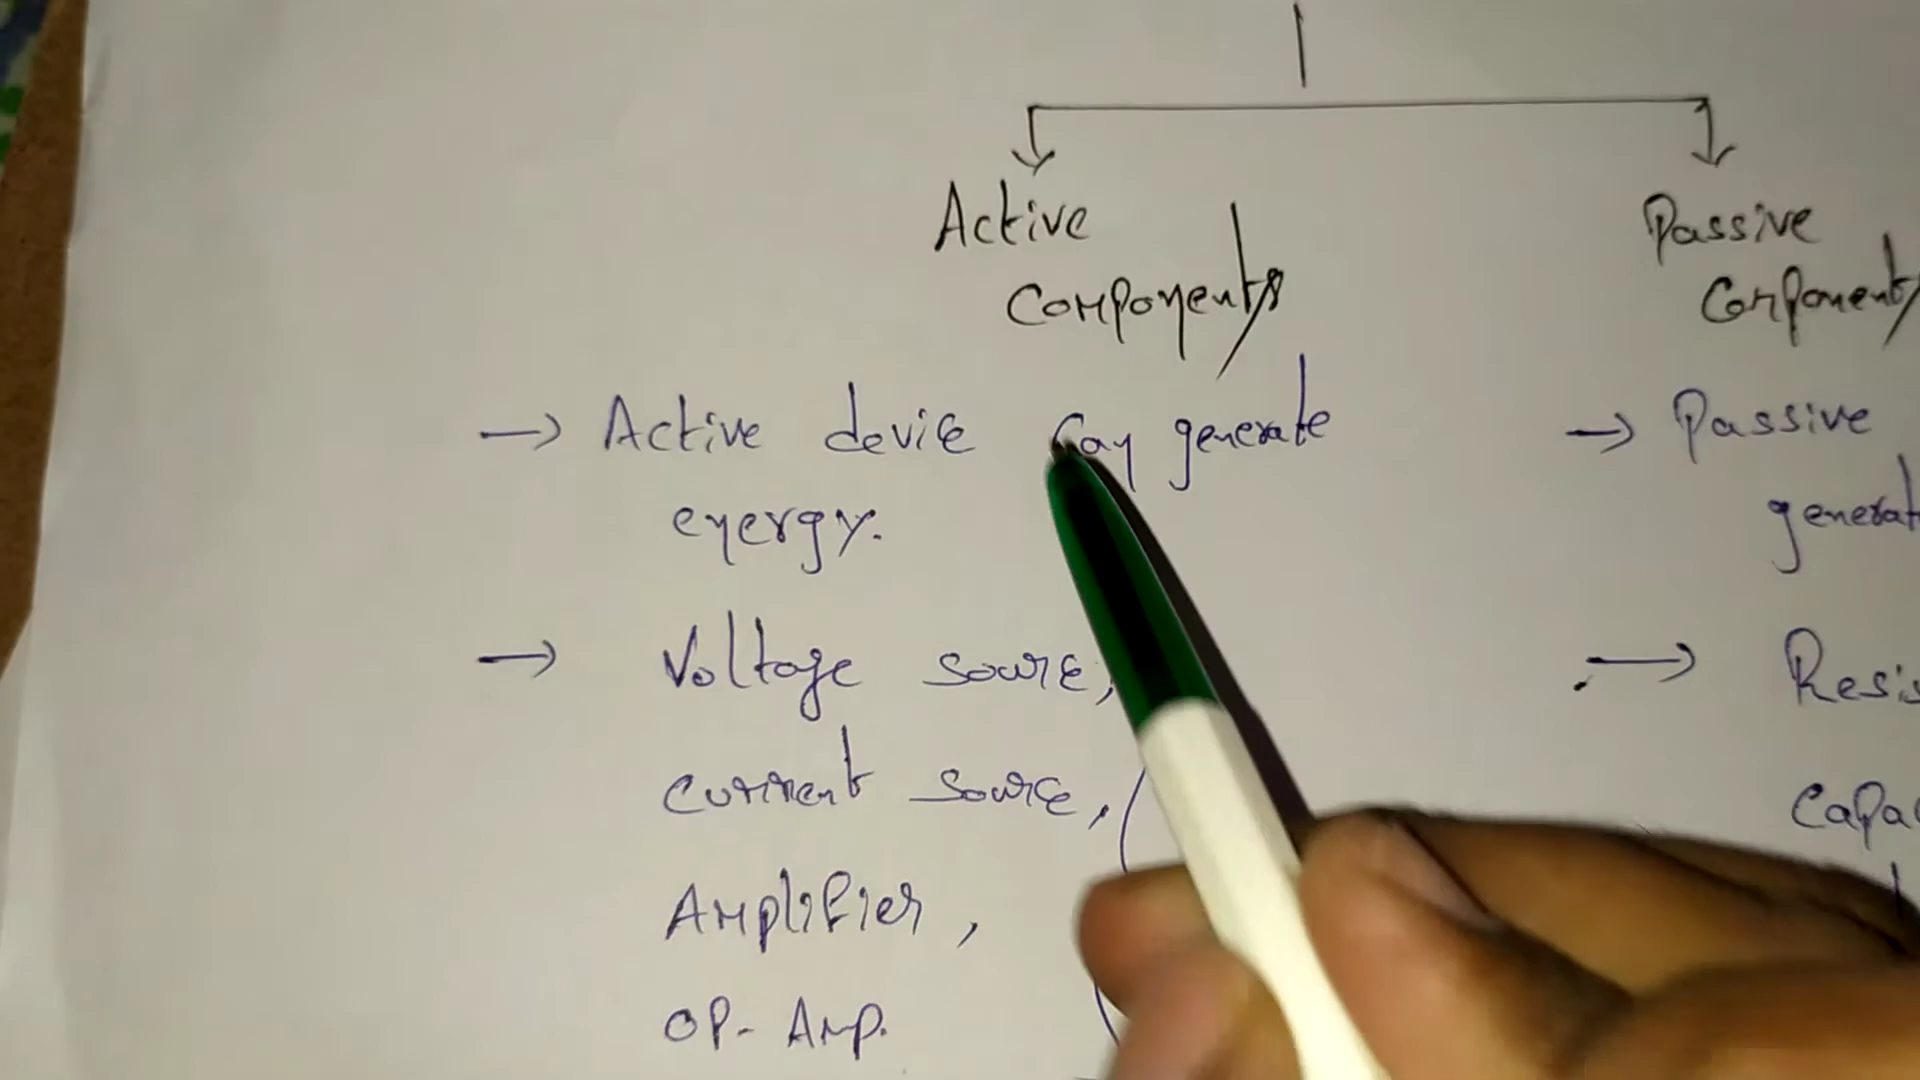 Active
Components
Passive
Components
→ Active device can generate
energy.
→ Passive
generat
→ Voltage source,
→ Resis
Current source,
Capac
Amplifier,
OP-Amp.